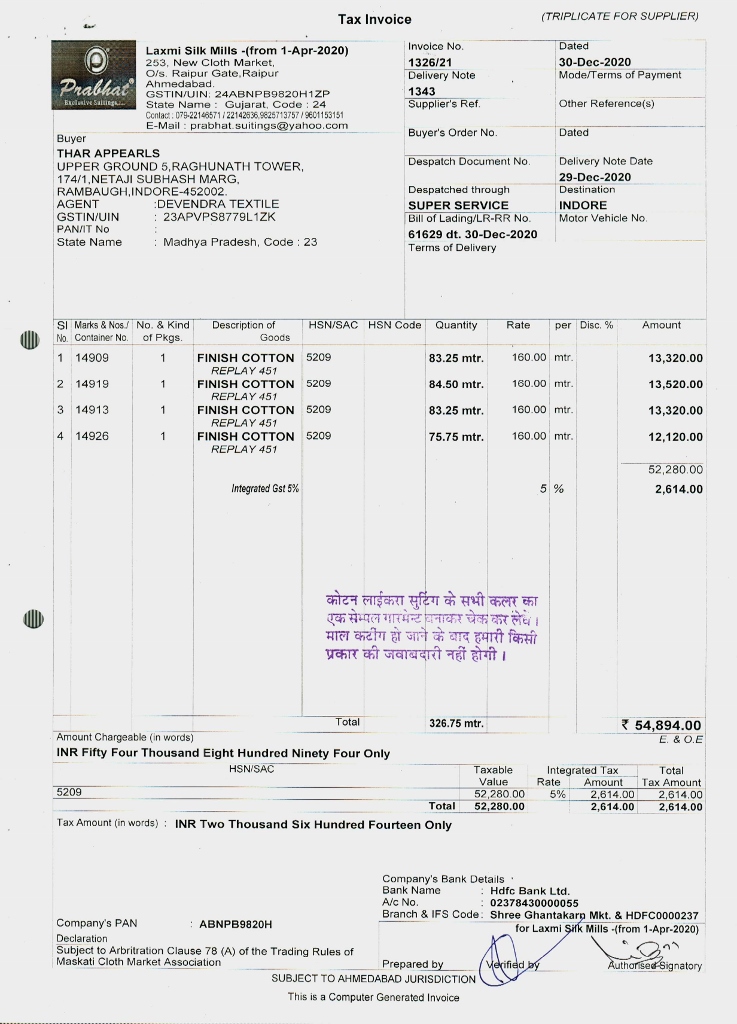 Tax Invoice
(TRIPLICATE FOR SUPPLIER)
Prabhat
Exclusive Suitings....
Laxmi Silk Mills -(from 1-Apr-2020)
253, New Cloth Market,
O/s. Raipur Gate,Raipur
Ahmedabad.
GSTIN/UIN: 24ABNPB9820H1ZP
State Name : Gujarat, Code : 24
Contact : 079-22146571 / 22142636,9825713757 / 9601153151
E-Mail : prabhat.suitings@yahoo.com
Invoice No. Dated
1326/21 30-Dec-2020
Delivery Note Mode/Terms of Payment
1343
Supplier's Ref. Other Reference(s)
Buyer
THAR APPEARLS
UPPER GROUND 5,RAGHUNATH TOWER,
174/1,NETAJI SUBHASH MARG,
RAMBAUGH,INDORE-452002.
AGENT :DEVENDRA TEXTILE
GSTIN/UIN : 23APVPS8779L1ZK
PAN/IT No :
State Name : Madhya Pradesh, Code : 23
Buyer's Order No. Dated
Despatch Document No. Delivery Note Date
29-Dec-2020
Despatched through Destination
SUPER SERVICE INDORE
Bill of Lading/LR-RR No. Motor Vehicle No.
61629 dt. 30-Dec-2020
Terms of Delivery
Sl Marks & Nos./ No. & Kind Description of HSN/SAC HSN Code Quantity Rate per Disc. % Amount
No. Container No. of Pkgs. Goods
1 14909 1 FINISH COTTON 5209 83.25 mtr. 160.00 mtr. 13,320.00
REPLAY 451
2 14919 1 FINISH COTTON 5209 84.50 mtr. 160.00 mtr. 13,520.00
REPLAY 451
3 14913 1 FINISH COTTON 5209 83.25 mtr. 160.00 mtr. 13,320.00
REPLAY 451
4 14926 1 FINISH COTTON 5209 75.75 mtr. 160.00 mtr. 12,120.00
REPLAY 451
52,280.00
Integrated Gst 5% 5 % 2,614.00
कोटन लाईकरा सुटिंग के सभी कलर का
एक सेम्पल गारमेन्ट बनाकर चेक कर लेवे।
माल कटींग हो जाने के बाद हमारी किसी
प्रकार की जवाबदारी नहीं होगी।
Total 326.75 mtr. ₹ 54,894.00
Amount Chargeable (in words) E. & O.E
INR Fifty Four Thousand Eight Hundred Ninety Four Only
HSN/SAC Taxable Integrated Tax Total
Value Rate Amount Tax Amount
5209 52,280.00 5% 2,614.00 2,614.00
Total 52,280.00 2,614.00 2,614.00
Tax Amount (in words) : INR Two Thousand Six Hundred Fourteen Only
Company's Bank Details
Bank Name : Hdfc Bank Ltd.
A/c No. : 02378430000055
Branch & IFS Code: Shree Ghantakarn Mkt. & HDFC0000237
Company's PAN : ABNPB9820H
for Laxmi Silk Mills -(from 1-Apr-2020)
Declaration
Subject to Arbritration Clause 78 (A) of the Trading Rules of
Maskati Cloth Market Association
Prepared by Verified by Authorised Signatory
SUBJECT TO AHMEDABAD JURISDICTION
This is a Computer Generated Invoice